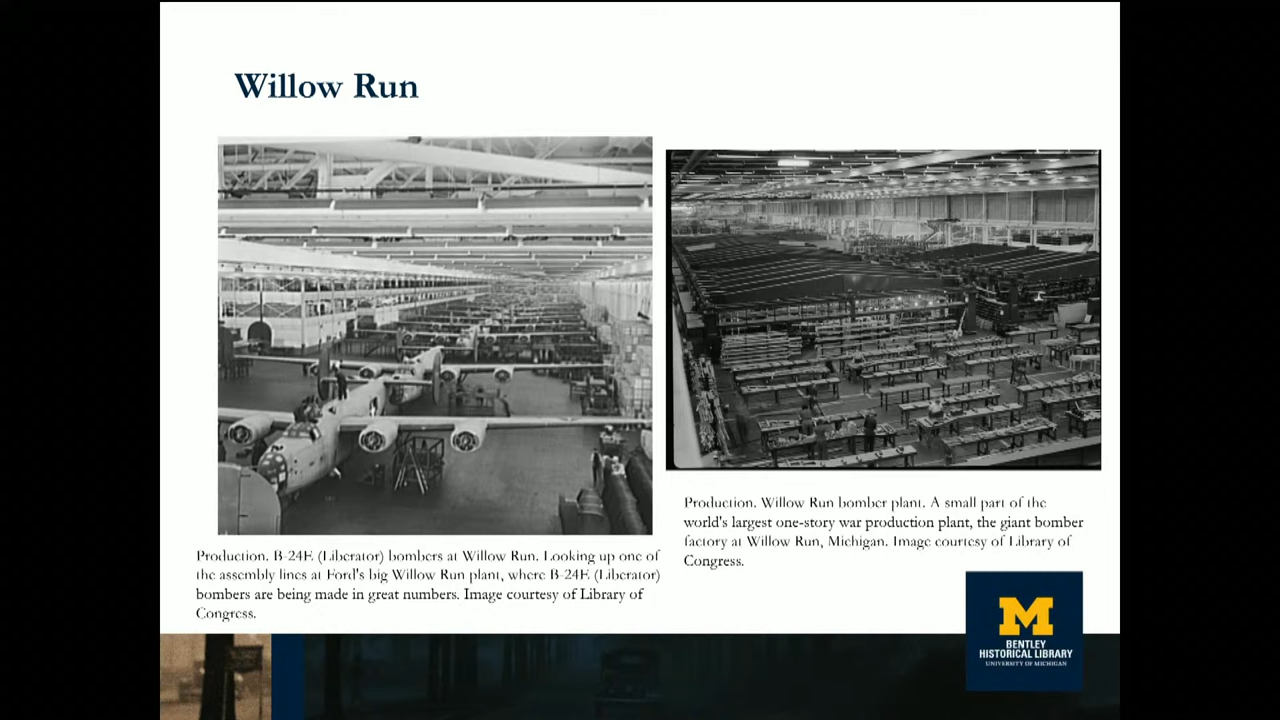 Willow Run
Production. B-24E (Liberator) bombers at Willow Run. Looking up one of
the assembly lines at Ford's big Willow Run plant, where B-24E (Liberator)
bombers are being made in great numbers. Image courtesy of Library of
Congress.
Production. Willow Run bomber plant. A small part of the
world's largest one-story war production plant, the giant bomber
factory at Willow Run, Michigan. Image courtesy of Library of
Congress.
M
BENTLEY
HISTORICAL LIBRARY
UNIVERSITY OF MICHIGAN